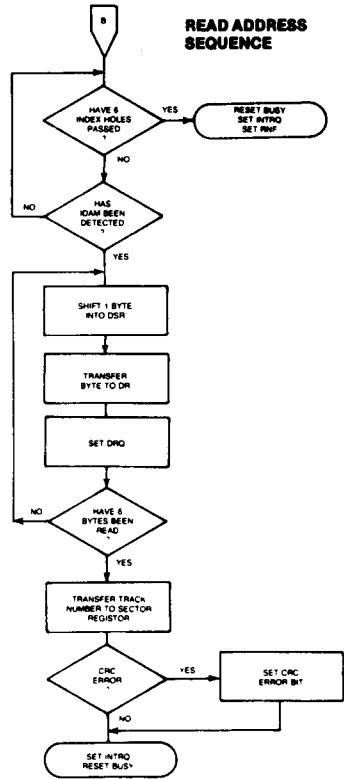 READ ADDRESS
SEQUENCE
B
HAVE 6
INDEX HOLES
PASSED
?
YES
RESET BUSY
SET INTRQ
SET RNF
NO
HAS
IDAM BEEN
DETECTED
?
NO
YES
SHIFT 1 BYTE
INTO DSR
TRANSFER
BYTE TO DR
SET DRQ
HAVE 6
BYTES BEEN
READ
?
NO
YES
TRANSFER TRACK
NUMBER TO SECTOR
REGISTOR
CRC
ERROR
?
YES
SET CRC
ERROR BIT
NO
SET INTRQ
RESET BUSY